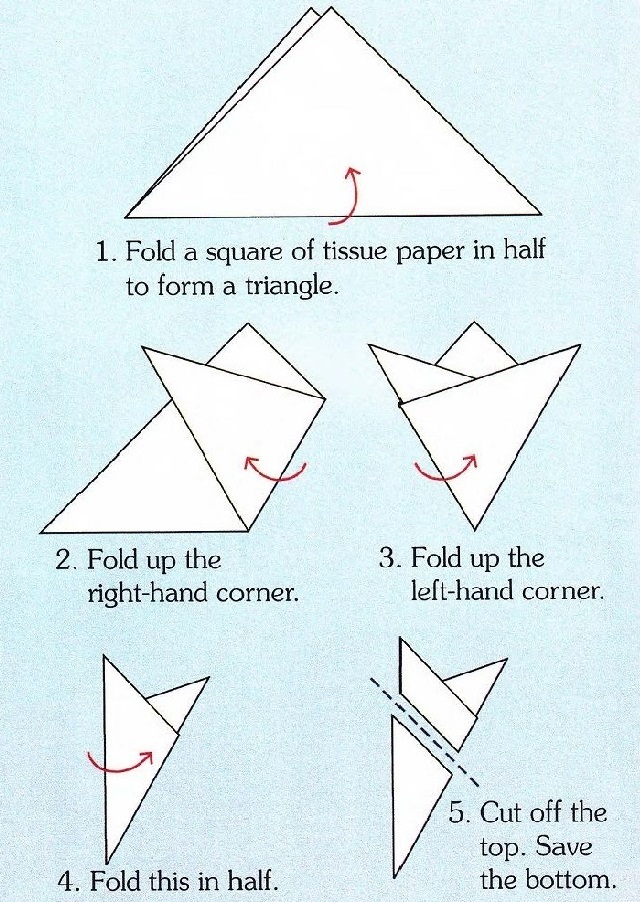 1. Fold a square of tissue paper in half
to form a triangle.
2. Fold up the
right-hand corner.
3. Fold up the
left-hand corner.
4. Fold this in half.
5. Cut off the
top. Save
the bottom.